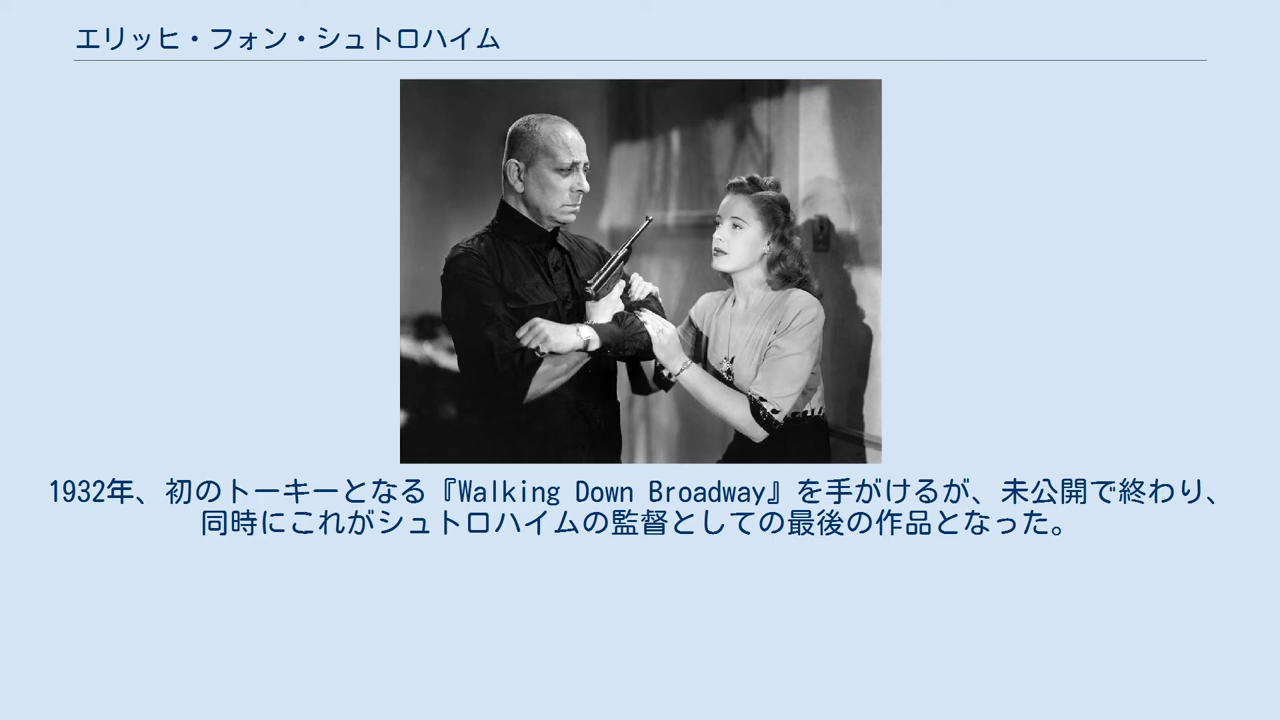 エリッヒ・フォン・シュトロハイム
1932年、初のトーキーとなる『Walking Down Broadway』を手がけるが、未公開で終わり、
同時にこれがシュトロハイムの監督としての最後の作品となった。